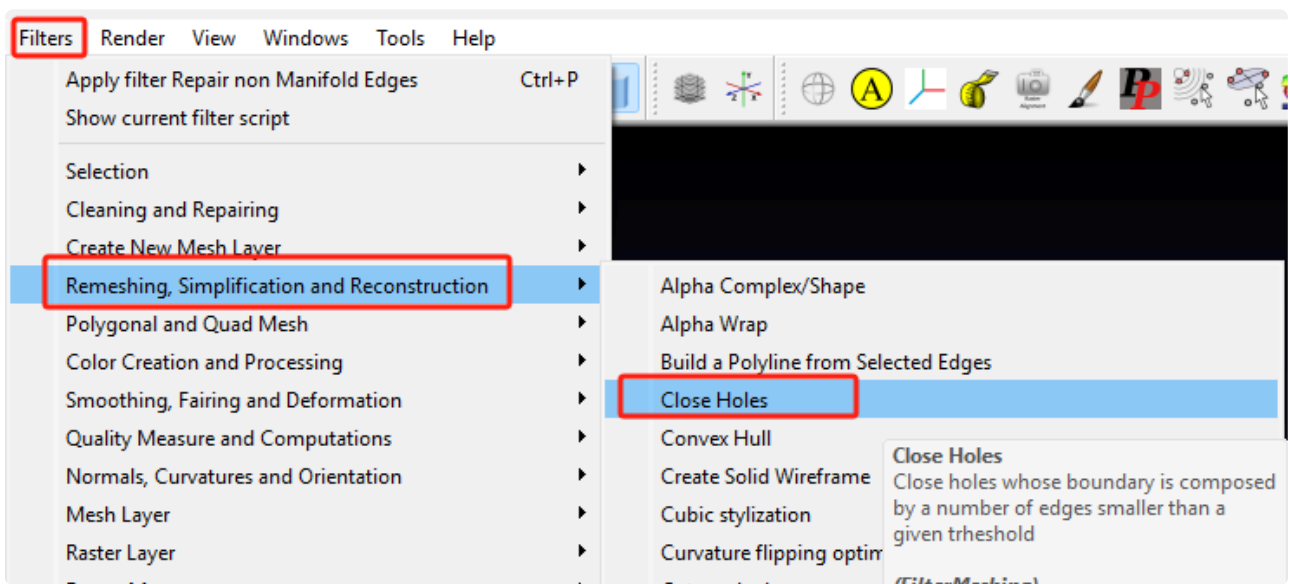 Filters Render View Windows Tools Help
Apply filter Repair non Manifold Edges Ctrl+P
Show current filter script
Selection
Cleaning and Repairing
Create New Mesh Layer
Remeshing, Simplification and Reconstruction
Polygonal and Quad Mesh
Color Creation and Processing
Smoothing, Fairing and Deformation
Quality Measure and Computations
Normals, Curvatures and Orientation
Mesh Layer
Raster Layer
A
Alpha Complex/Shape
Alpha Wrap
Build a Polyline from Selected Edges
Close Holes
Convex Hull
Create Solid Wireframe
Cubic stylization
Curvature flipping optim
Close Holes
Close holes whose boundary is composed
by a number of edges smaller than a
given trheshold
(FilterMeshing)